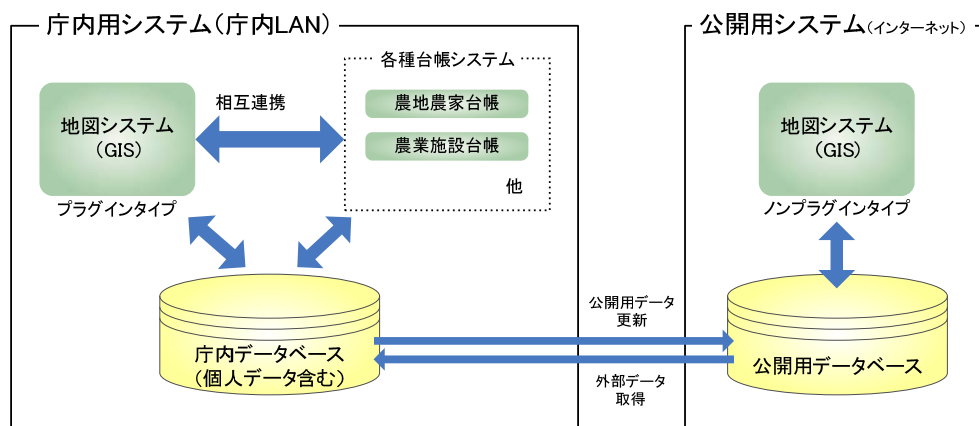 庁内用システム(庁内LAN)
各種台帳システム
相互連携
地図システム
(GIS)
農地農家台帳
農業施設台帳
他
プラグインタイプ
庁内データベース
(個人データ含む)
公開用データ
更新
外部データ
取得
公開用システム(インターネット)
地図システム
(GIS)
ノンプラグインタイプ
公開用データベース